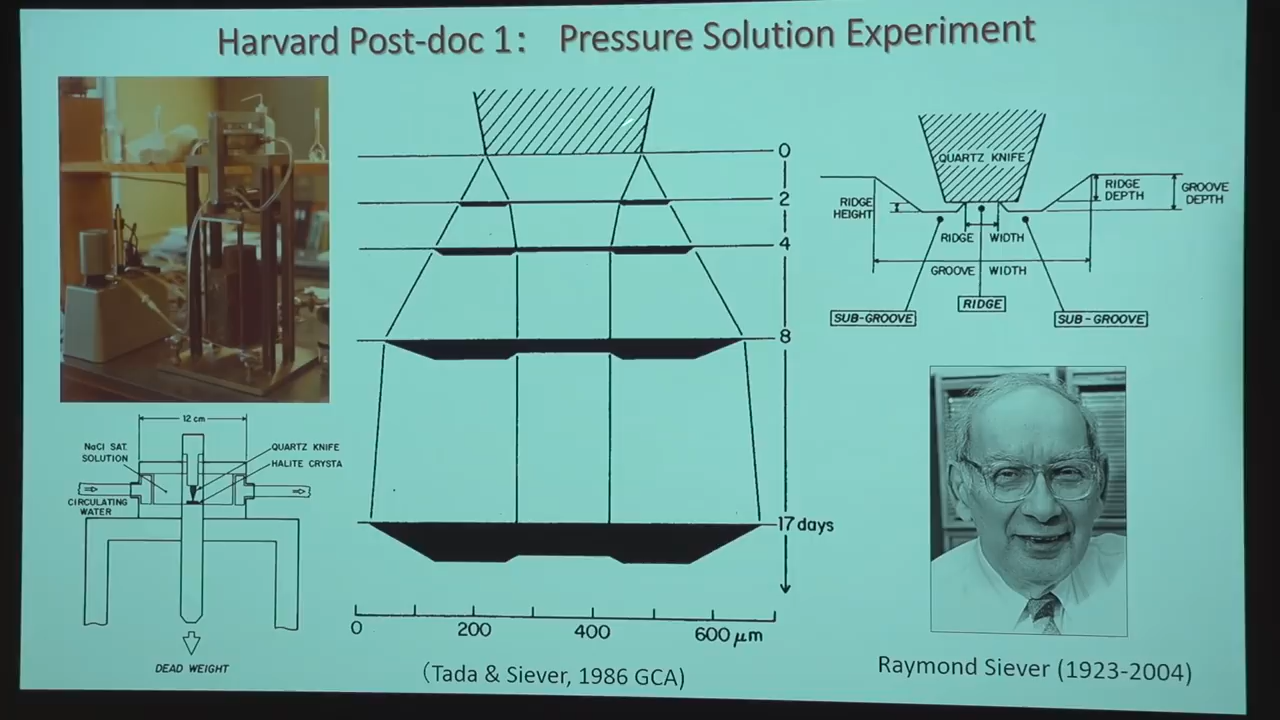 Harvard Post-doc 1: Pressure Solution Experiment
12 cm
NaCl SAT.
SOLUTION
QUARTZ KNIFE
HALITE CRYSTA
CIRCULATING
WATER
DEAD WEIGHT
0
2
4
8
17 days
0
200
400
600 μm
(Tada & Siever, 1986 GCA)
QUARTZ KNIFE
RIDGE
HEIGHT
RIDGE
DEPTH
GROOVE
DEPTH
RIDGE WIDTH
GROOVE WIDTH
RIDGE
SUB-GROOVE
SUB-GROOVE
Raymond Siever (1923-2004)